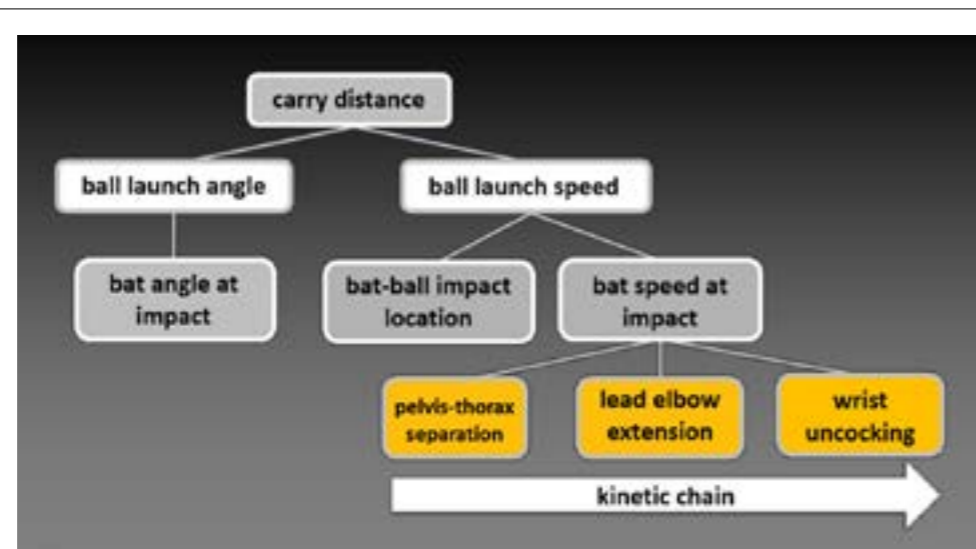 carry distance
ball launch angle
ball launch speed
bat angle at
impact
bat-ball impact
location
bat speed at
impact
pelvis-thorax
separation
lead elbow
extension
wrist
uncocking
kinetic chain